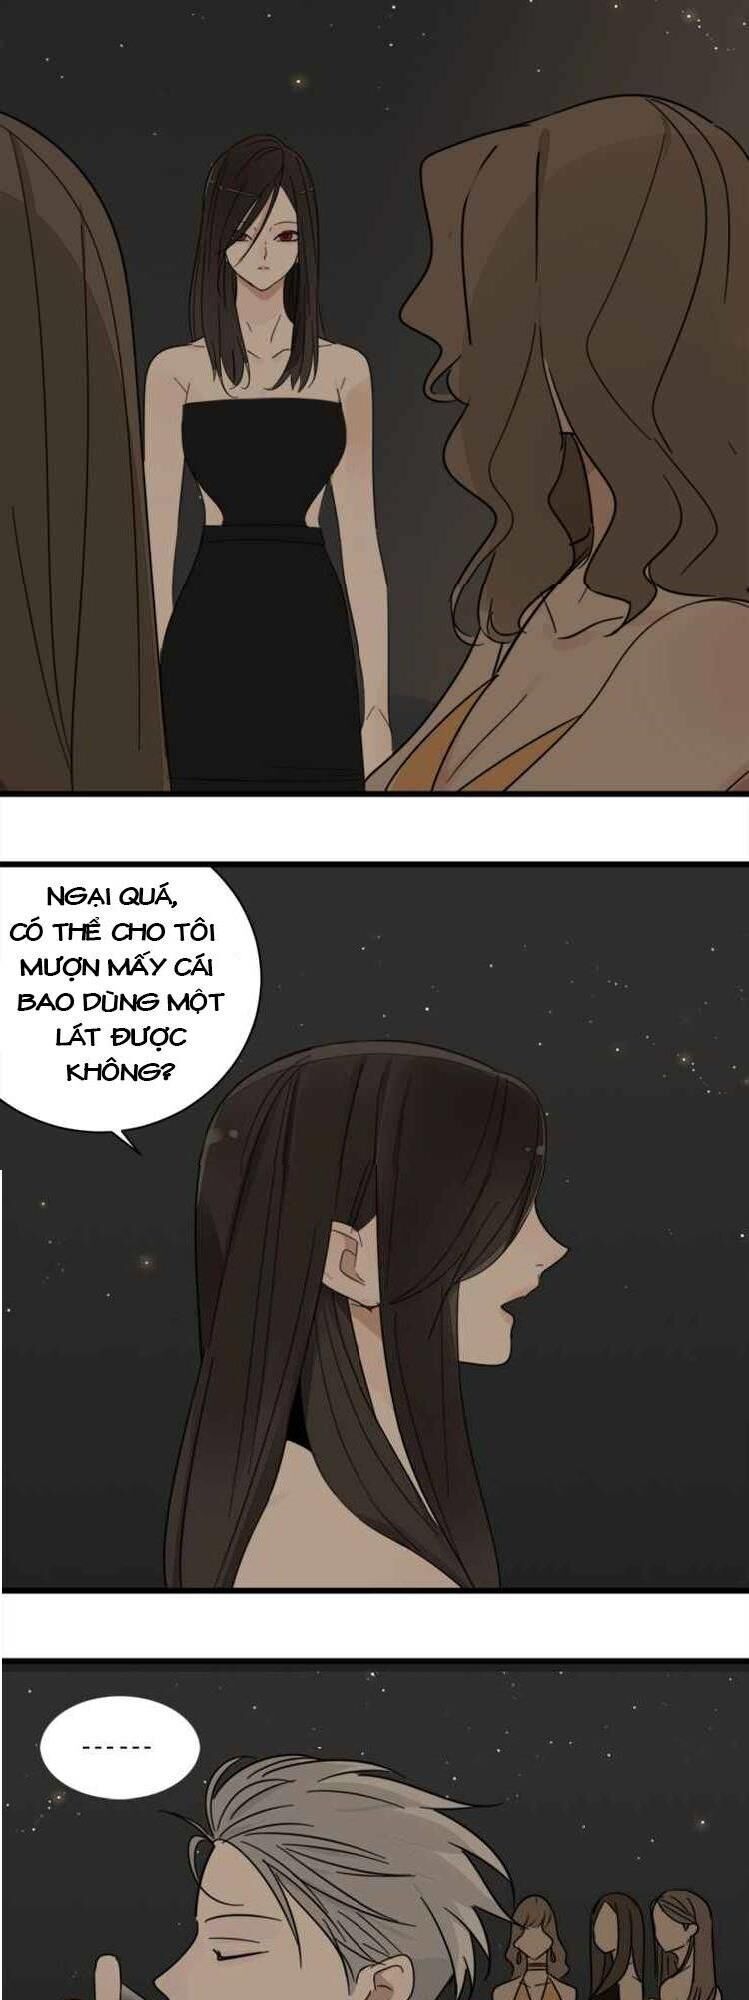 NGẠI QUÁ,
CÓ THỂ CHO TÔI
MƯỢN MẤY CÁI
BAO DÙNG MỘT
LÁT ĐƯỢC
KHÔNG?
------